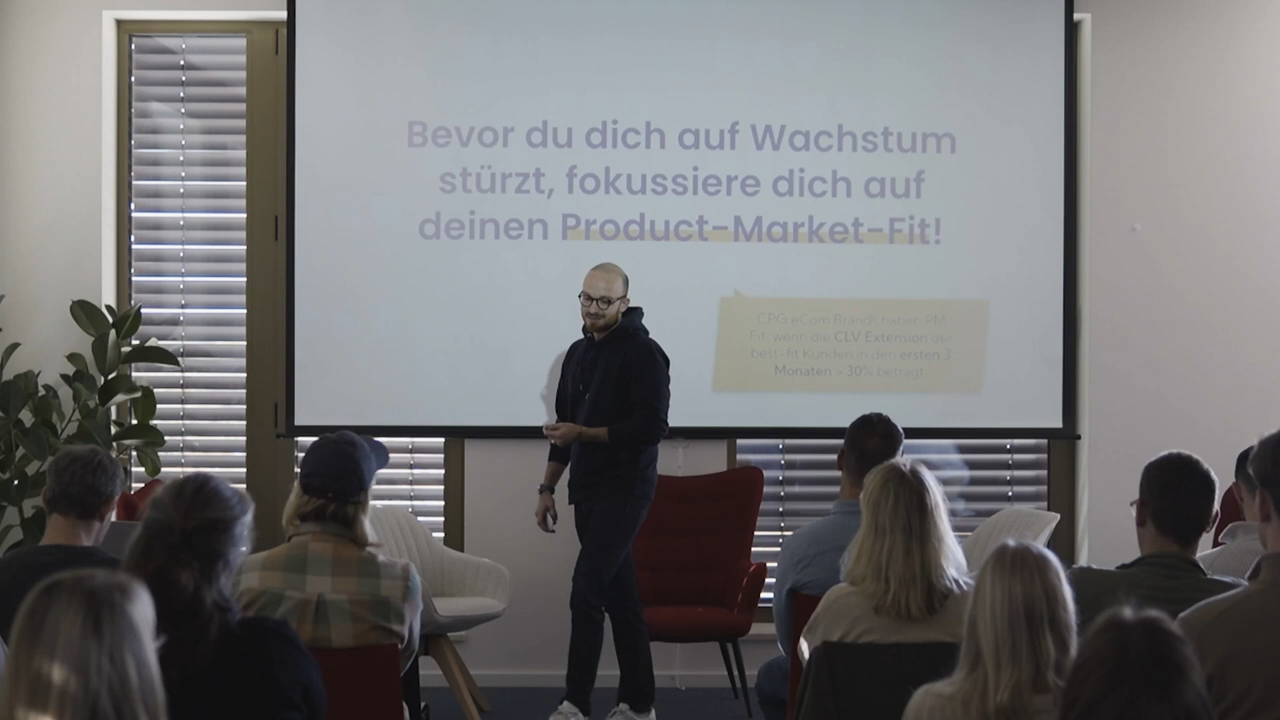 Bevor du dich auf Wachstum
stürzt, fokussiere dich auf
deinen Product-Market-Fit!
CPG eCom Brands haben PM
Fit, wenn die CLV Extension der
best-fit Kunden in den ersten 3
Monaten > 30% beträgt.